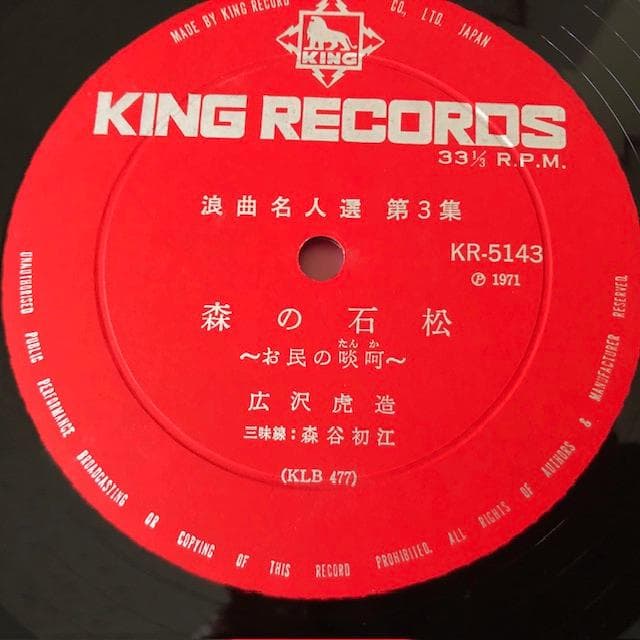 MADE BY KING RECORD CO., LTD. JAPAN
KING
KING RECORDS
33⅓ R.P.M.
浪曲名人選 第3集
KR-5143
Ⓟ 1971
森の石松
たんか
～お民の啖呵～
広沢虎造
三味線：森谷初江
(KLB 477)
UNAUTHORISED PUBLIC PERFORMANCE BROADCASTING OR COPYING OF THIS RECORD PROHIBITED. ALL RIGHTS OF AUTHORS & MANUFACTURER RESERVED.